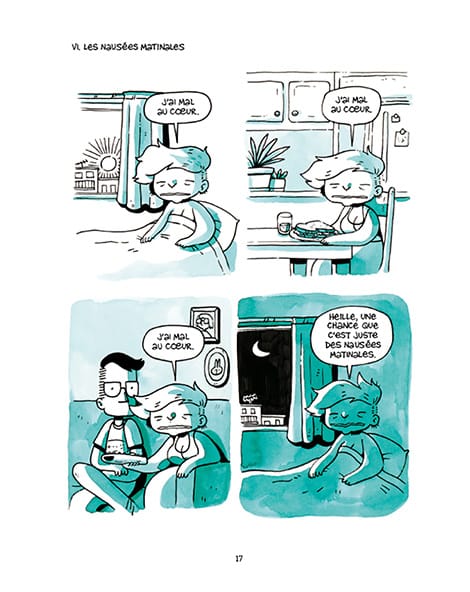 VI. LES NAUSÉES MATINALES
J'AI MAL
AU COEUR.
J'AI MAL
AU COEUR.
J'AI MAL
AU COEUR.
HEILLE, UNE
CHANCE QUE
C'EST JUSTE
DES NAUSÉES
MATINALES.
17